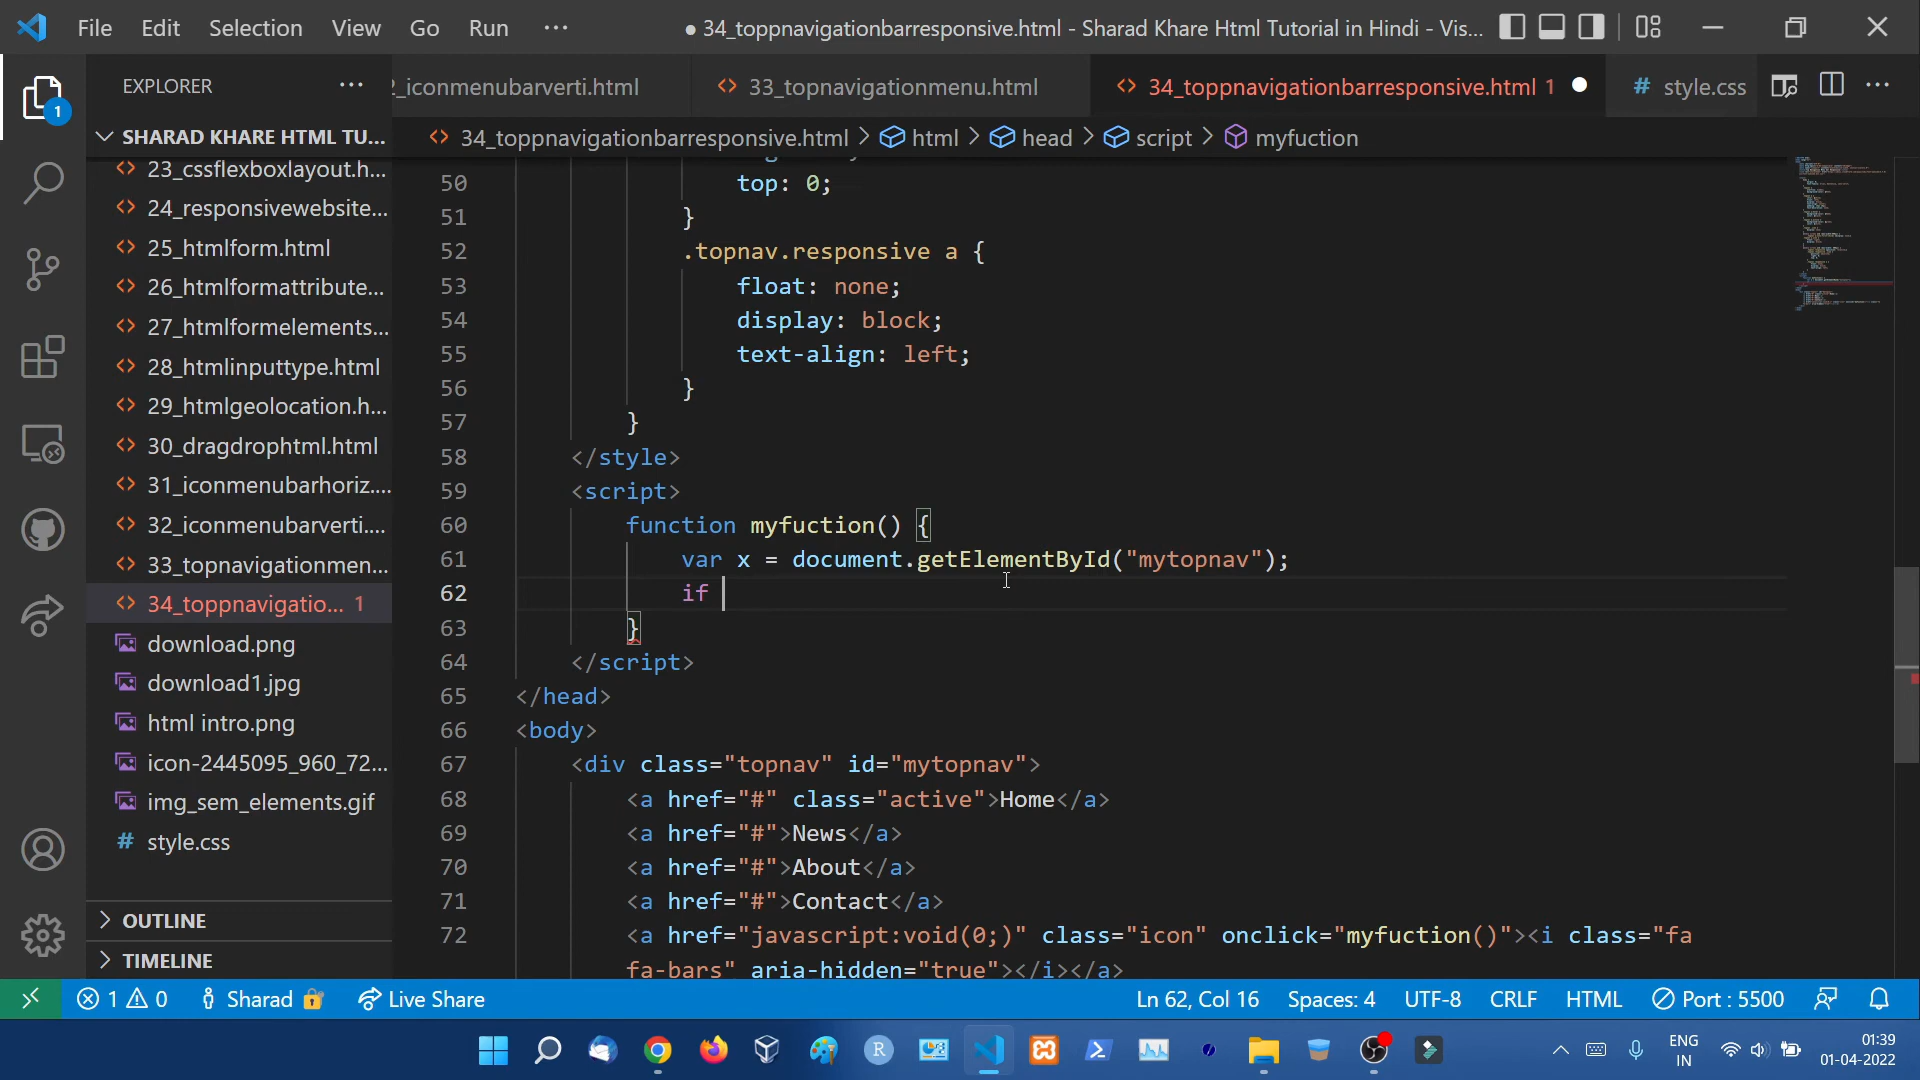 File Edit Selection View Go Run ··· ● 34_toppnavigationbarresponsive.html - Sharad Khare Html Tutorial in Hindi - Vis...
EXPLORER ···
2_iconmenubarverti.html 33_topnavigationmenu.html 34_toppnavigationbarresponsive.html 1 # style.css ···
1
SHARAD KHARE HTML TU...
34_toppnavigationbarresponsive.html > html > head > script > myfuction
23_cssflexboxlayout.h...
24_responsivewebsite...
25_htmlform.html
26_htmlformattribute...
27_htmlformelements...
28_htmlinputtype.html
29_htmlgeolocation.h...
30_dragdrophtml.html
31_iconmenubarhoriz....
32_iconmenubarverti....
33_topnavigationmen...
34_toppnavigatio... 1
download.png
download1.jpg
html intro.png
icon-2445095_960_72...
img_sem_elements.gif
# style.css
OUTLINE
TIMELINE
50 top: 0;
51 }
52 .topnav.responsive a {
53 float: none;
54 display: block;
55 text-align: left;
56 }
57 }
58 </style>
59 <script>
60 function myfuction() {
61 var x = document.getElementById("mytopnav");
62 if
63 }
64 </script>
65 </head>
66 <body>
67 <div class="topnav" id="mytopnav">
68 <a href="#" class="active">Home</a>
69 <a href="#">News</a>
70 <a href="#">About</a>
71 <a href="#">Contact</a>
72 <a href="javascript:void(0;)" class="icon" onclick="myfuction()"><i class="fa
fa-bars" aria-hidden="true"></i></a>
1 0 Sharad Live Share Ln 62, Col 16 Spaces: 4 UTF-8 CRLF HTML Port : 5500
R
ENG
IN
01:39
01-04-2022